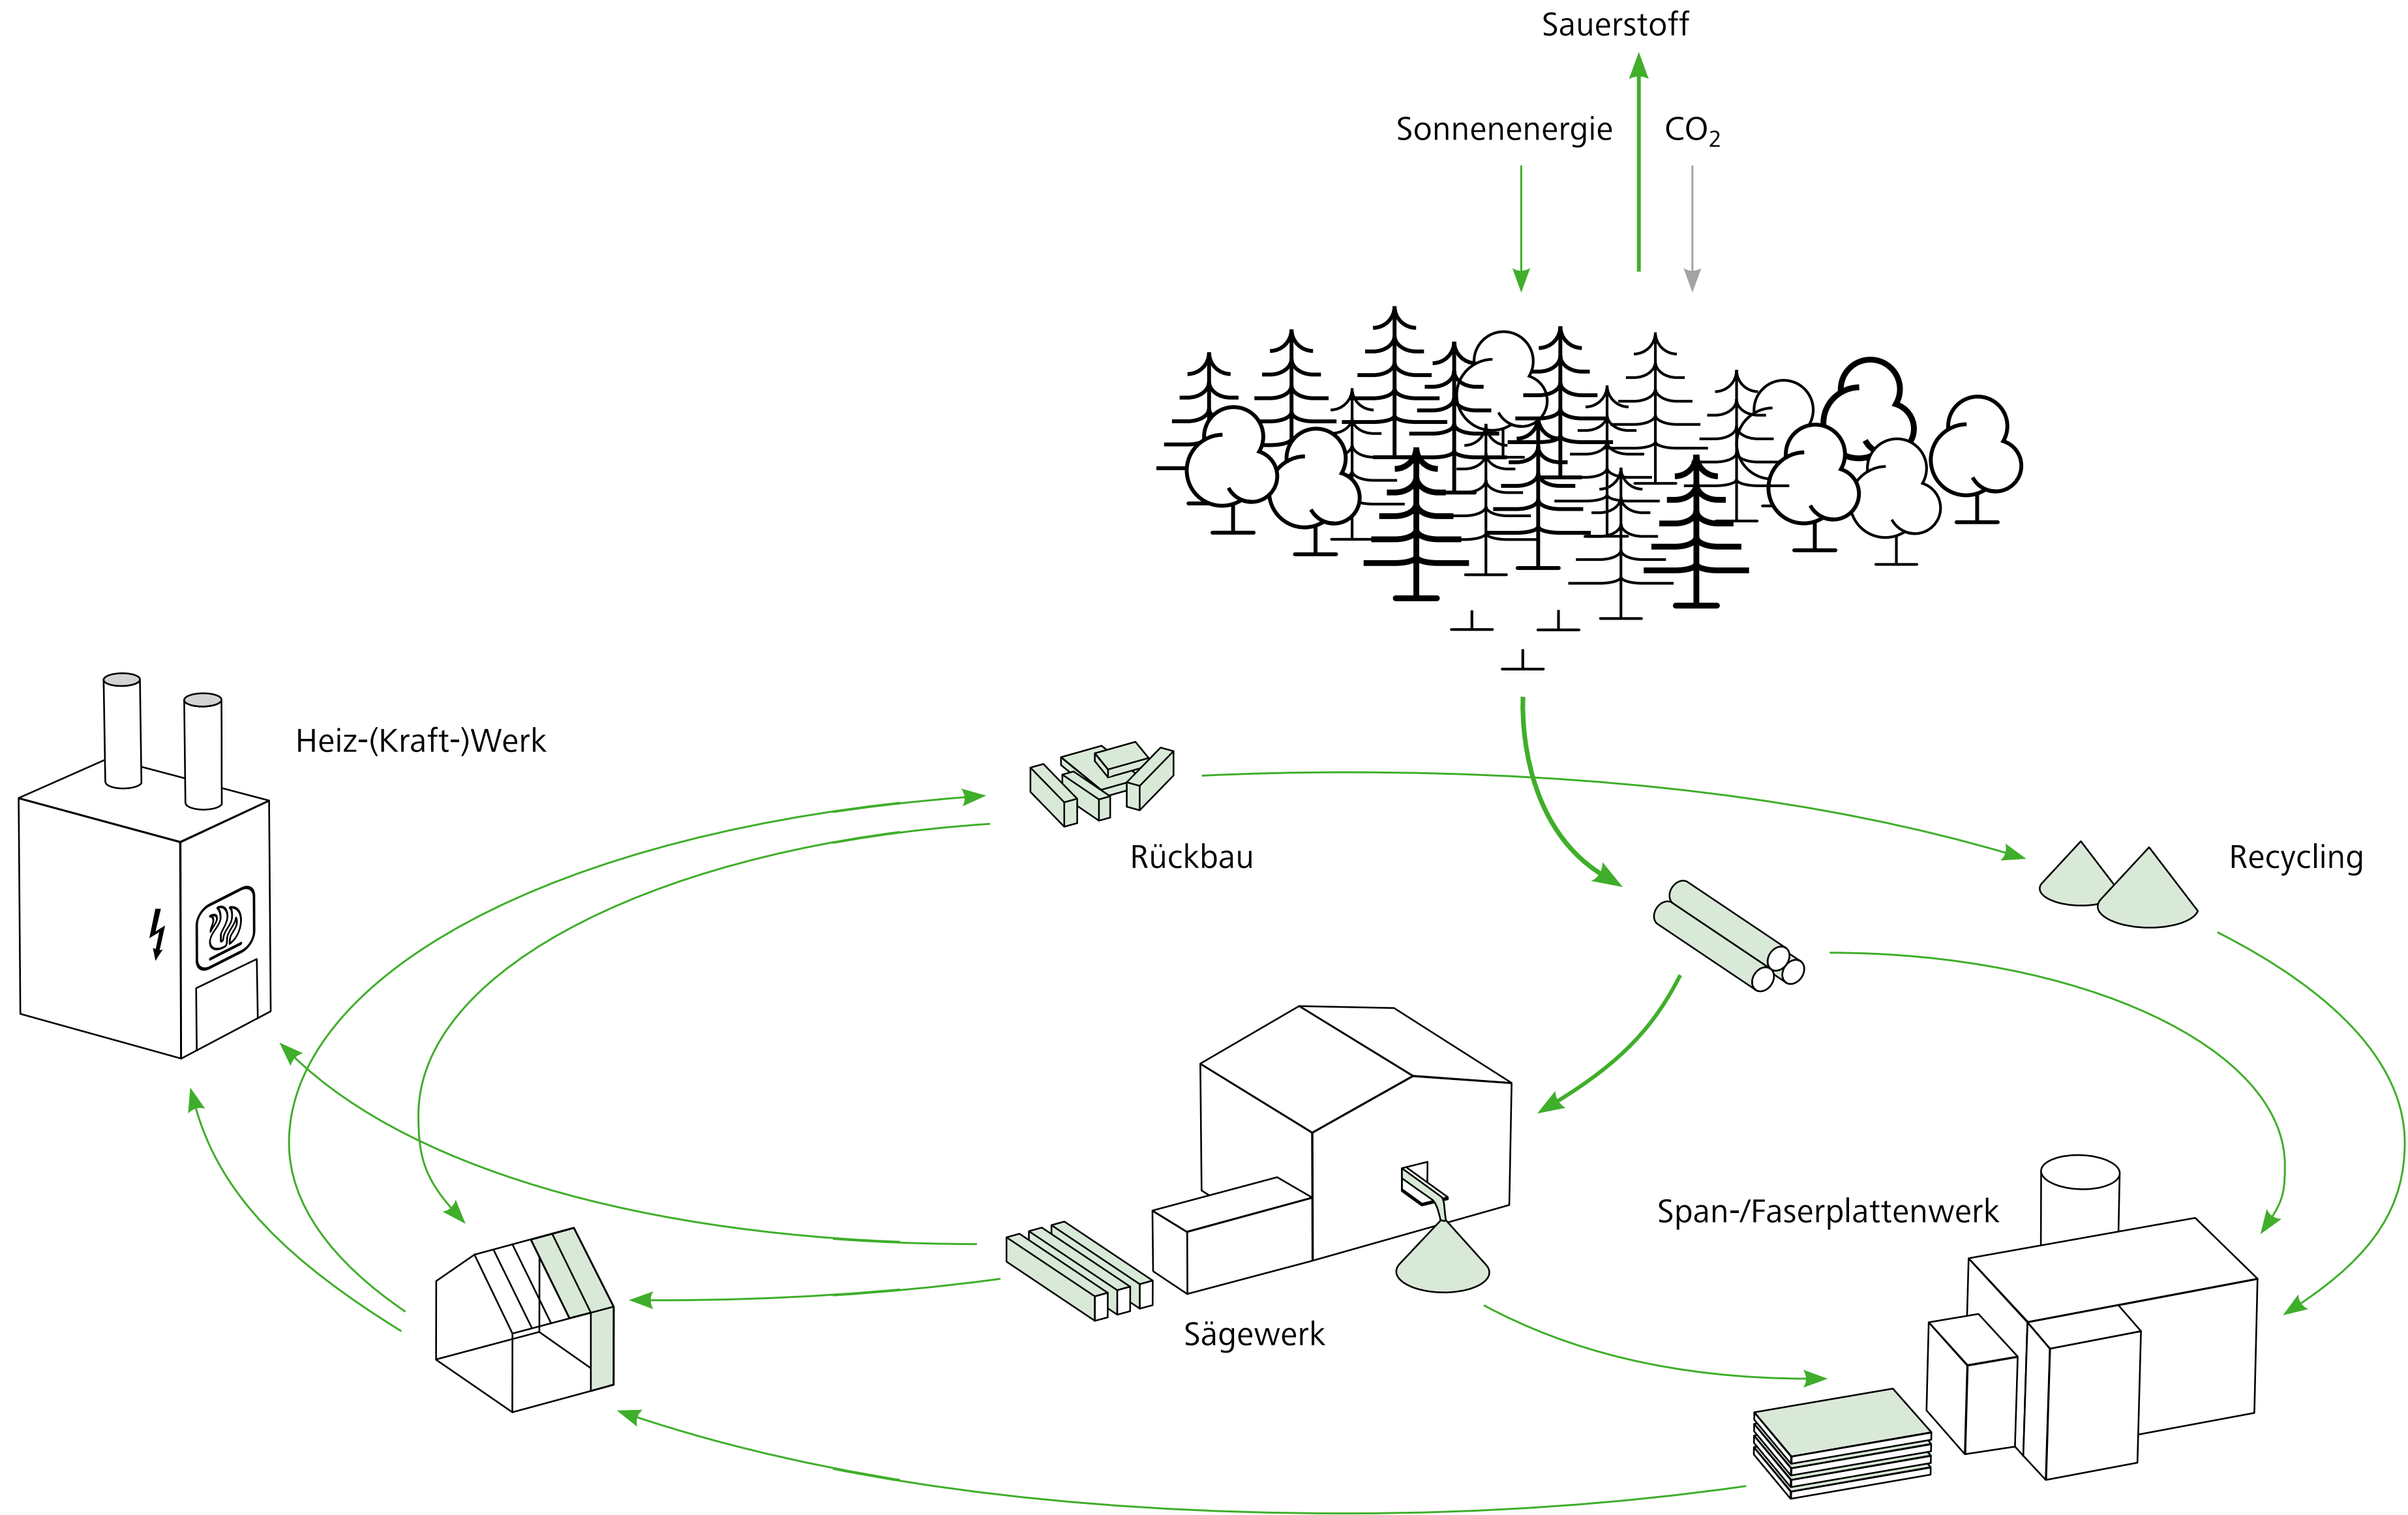 Sauerstoff
Sonnenenergie
CO₂
Heiz-(Kraft-)Werk
Rückbau
Recycling
Span-/Faserplattenwerk
Sägewerk